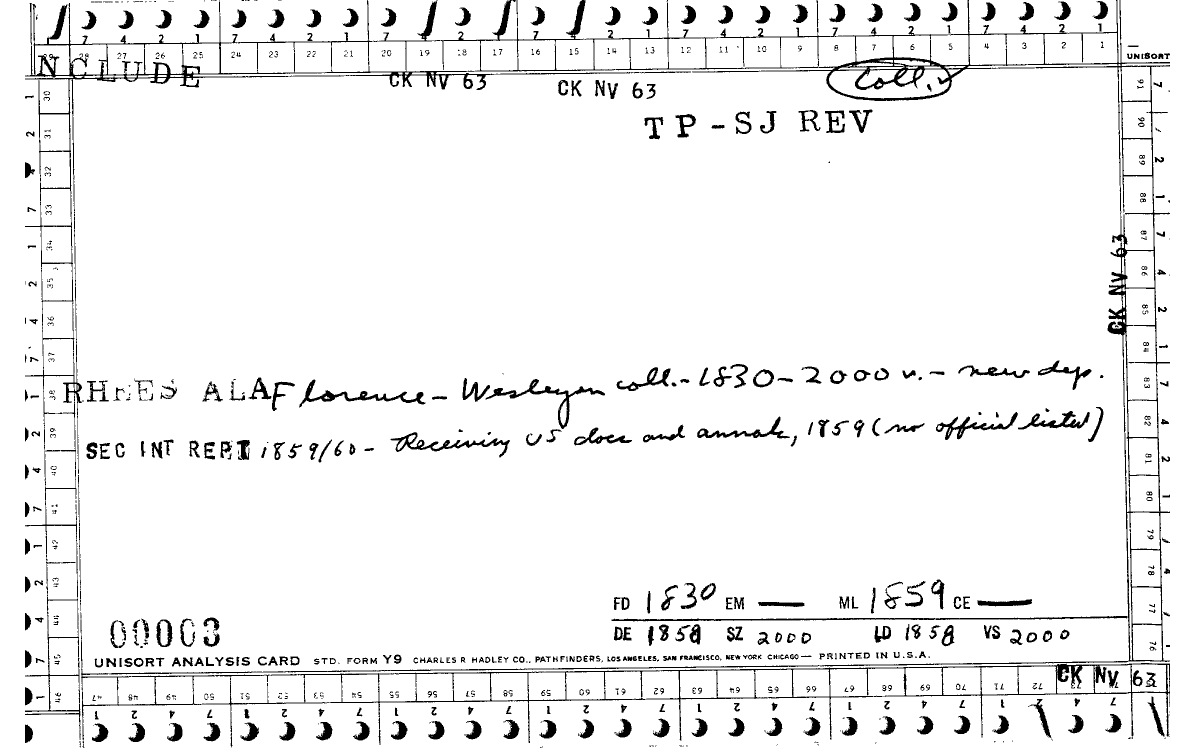 7 4 2 1 7 4 2 1 7 4 2 1 7 4 2 1 7 4 2 1 7 4 2 1 7 4 2 1
28 27 26 25 24 23 22 21 20 19 18 17 16 15 14 13 12 11 10 9 8 7 6 5 4 3 2 1
UNISORT
NCLUDE
CK NV 63
CK NV 63
Coll. ✓
TP-SJ REV
CK NV 63
RHEES ALA Florence - Wesleyan coll. - 1830 - 2000 v. - new dep.
SEC INT REPT 1859/60 - Receiving US docs and annals, 1859 (no official listed)
FD 1830 EM — ML 1859 CE —
DE 1858 SZ 2000 LD 1858 VS 2000
00003
UNISORT ANALYSIS CARD STD. FORM Y9 CHARLES R HADLEY CO., PATHFINDERS, LOS ANGELES, SAN FRANCISCO, NEW YORK CHICAGO — PRINTED IN U.S.A.
CK NV 63
30 31 32 33 34 35 36 37 38 39 40 41 42 43 44 45 46
91 90 89 88 87 86 85 84 83 82 81 80 79 78 77 76
47 48 49 50 51 52 53 54 55 56 57 58 59 60 61 62 63 64 65 66 67 68 69 70 71 72
1 2 4 7 1 2 4 7 1 2 4 7 1 2 4 7 1 2 4 7 1 2 4 7 1 2 4 7